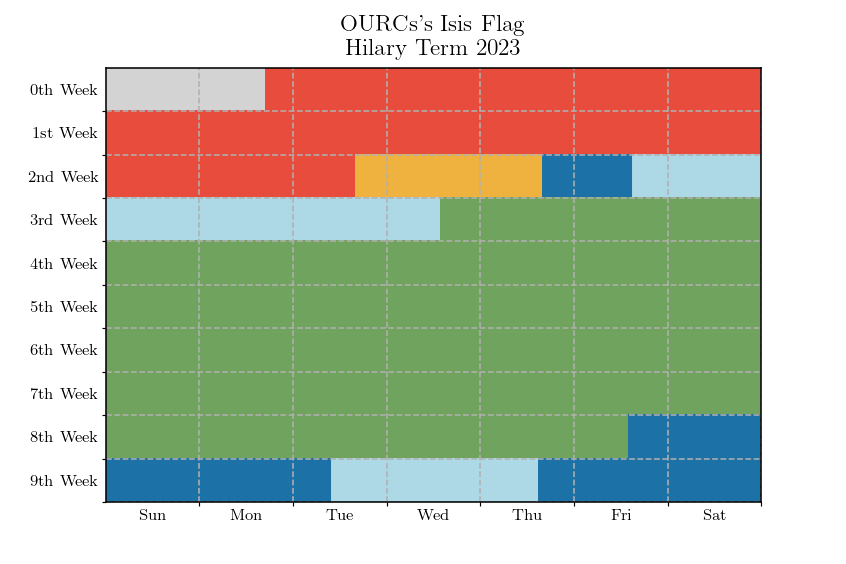 OURCs's Isis Flag
Hilary Term 2023
0th Week
1st Week
2nd Week
3rd Week
4th Week
5th Week
6th Week
7th Week
8th Week
9th Week
Sun Mon Tue Wed Thu Fri Sat